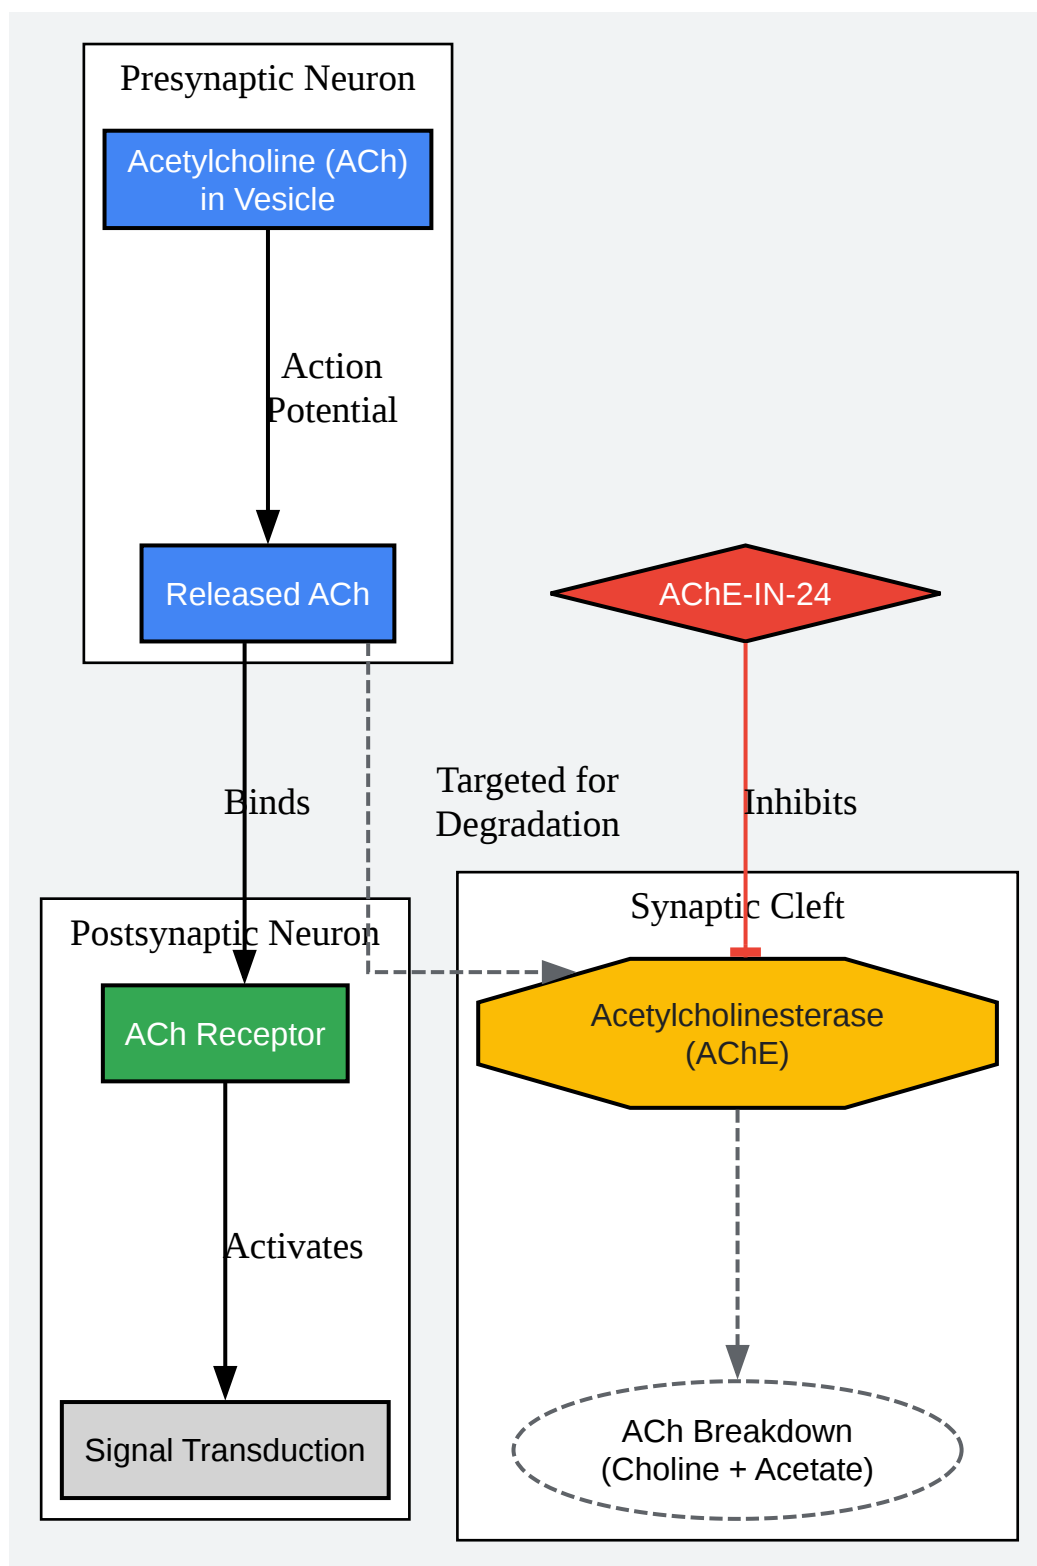 Presynaptic Neuron
Acetylcholine (ACh)
in Vesicle
Action
Potential
Released ACh
AChE-IN-24
Binds
Targeted for
Degradation
Inhibits
Postsynaptic Neuron
Synaptic Cleft
ACh Receptor
Acetylcholinesterase
(AChE)
Activates
Signal Transduction
ACh Breakdown
(Choline + Acetate)